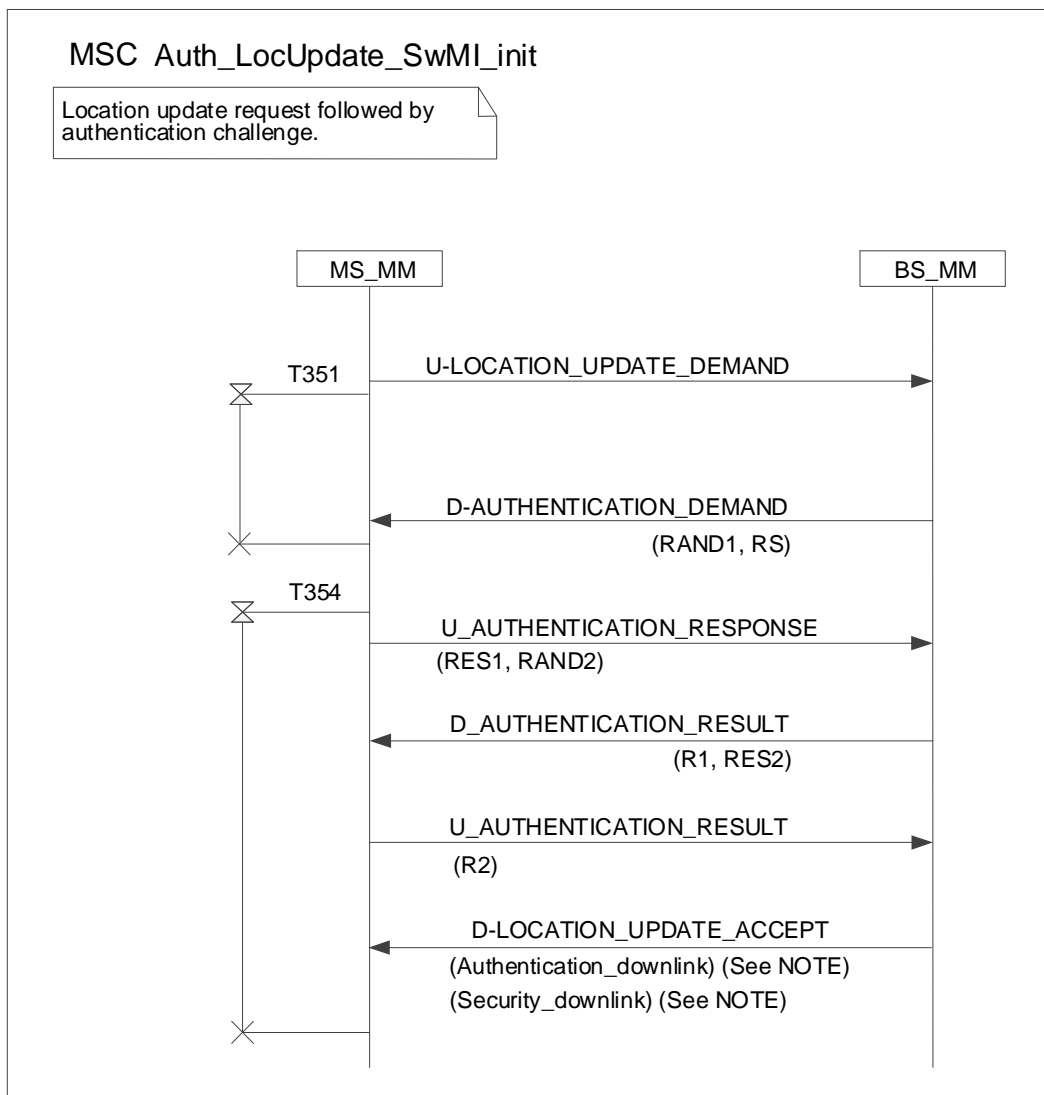 MSC Auth_LocUpdate_SwMI_init
Location update request followed by
authentication challenge.
MS_MM
BS_MM
U-LOCATION_UPDATE_DEMAND
T351
D-AUTHENTICATION_DEMAND
(RAND1, RS)
T354
U_AUTHENTICATION_RESPONSE
(RES1, RAND2)
D_AUTHENTICATION_RESULT
(R1, RES2)
U_AUTHENTICATION_RESULT
(R2)
D-LOCATION_UPDATE_ACCEPT
(Authentication_downlink) (See NOTE)
(Security_downlink) (See NOTE)